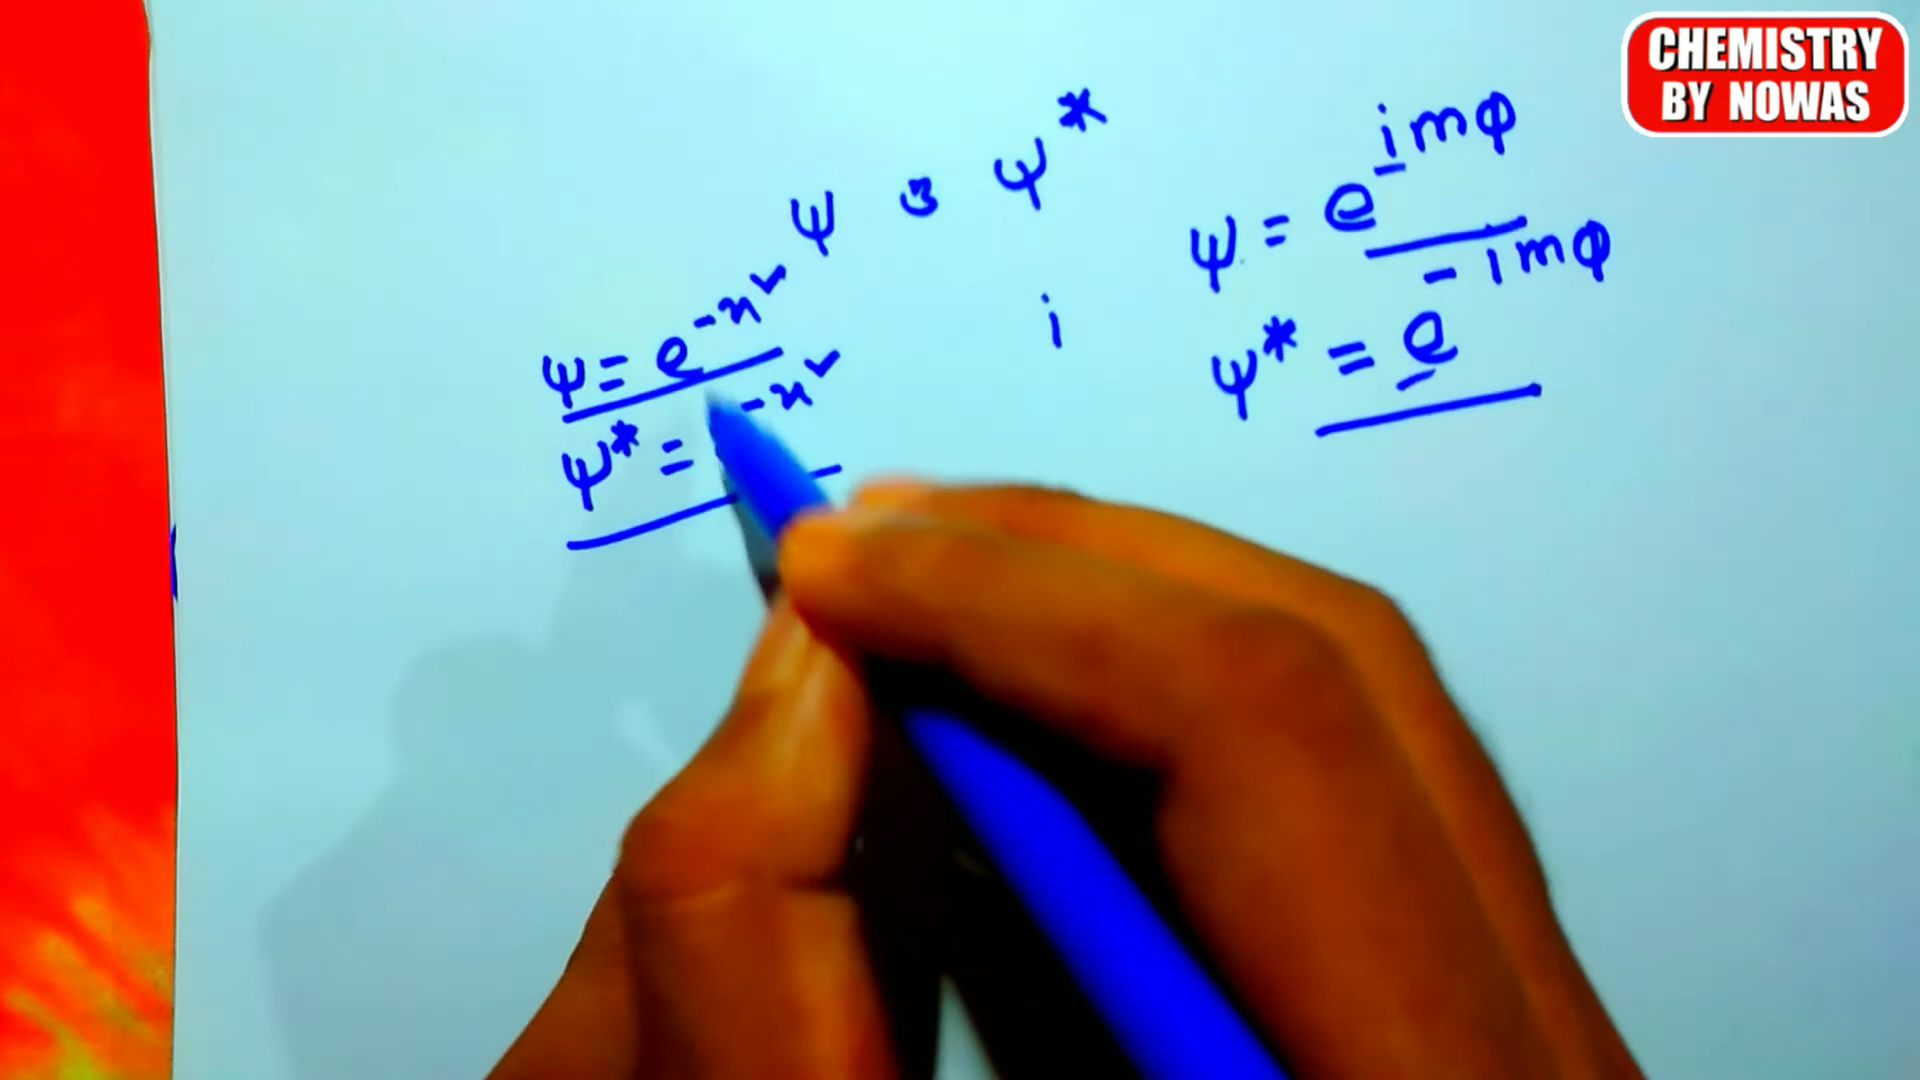 CHEMISTRY
BY NOWAS
ψ ও ψ*
ψ = e^imφ
ψ* = e^-imφ
i
ψ = e^-x²
ψ* = ^-x²